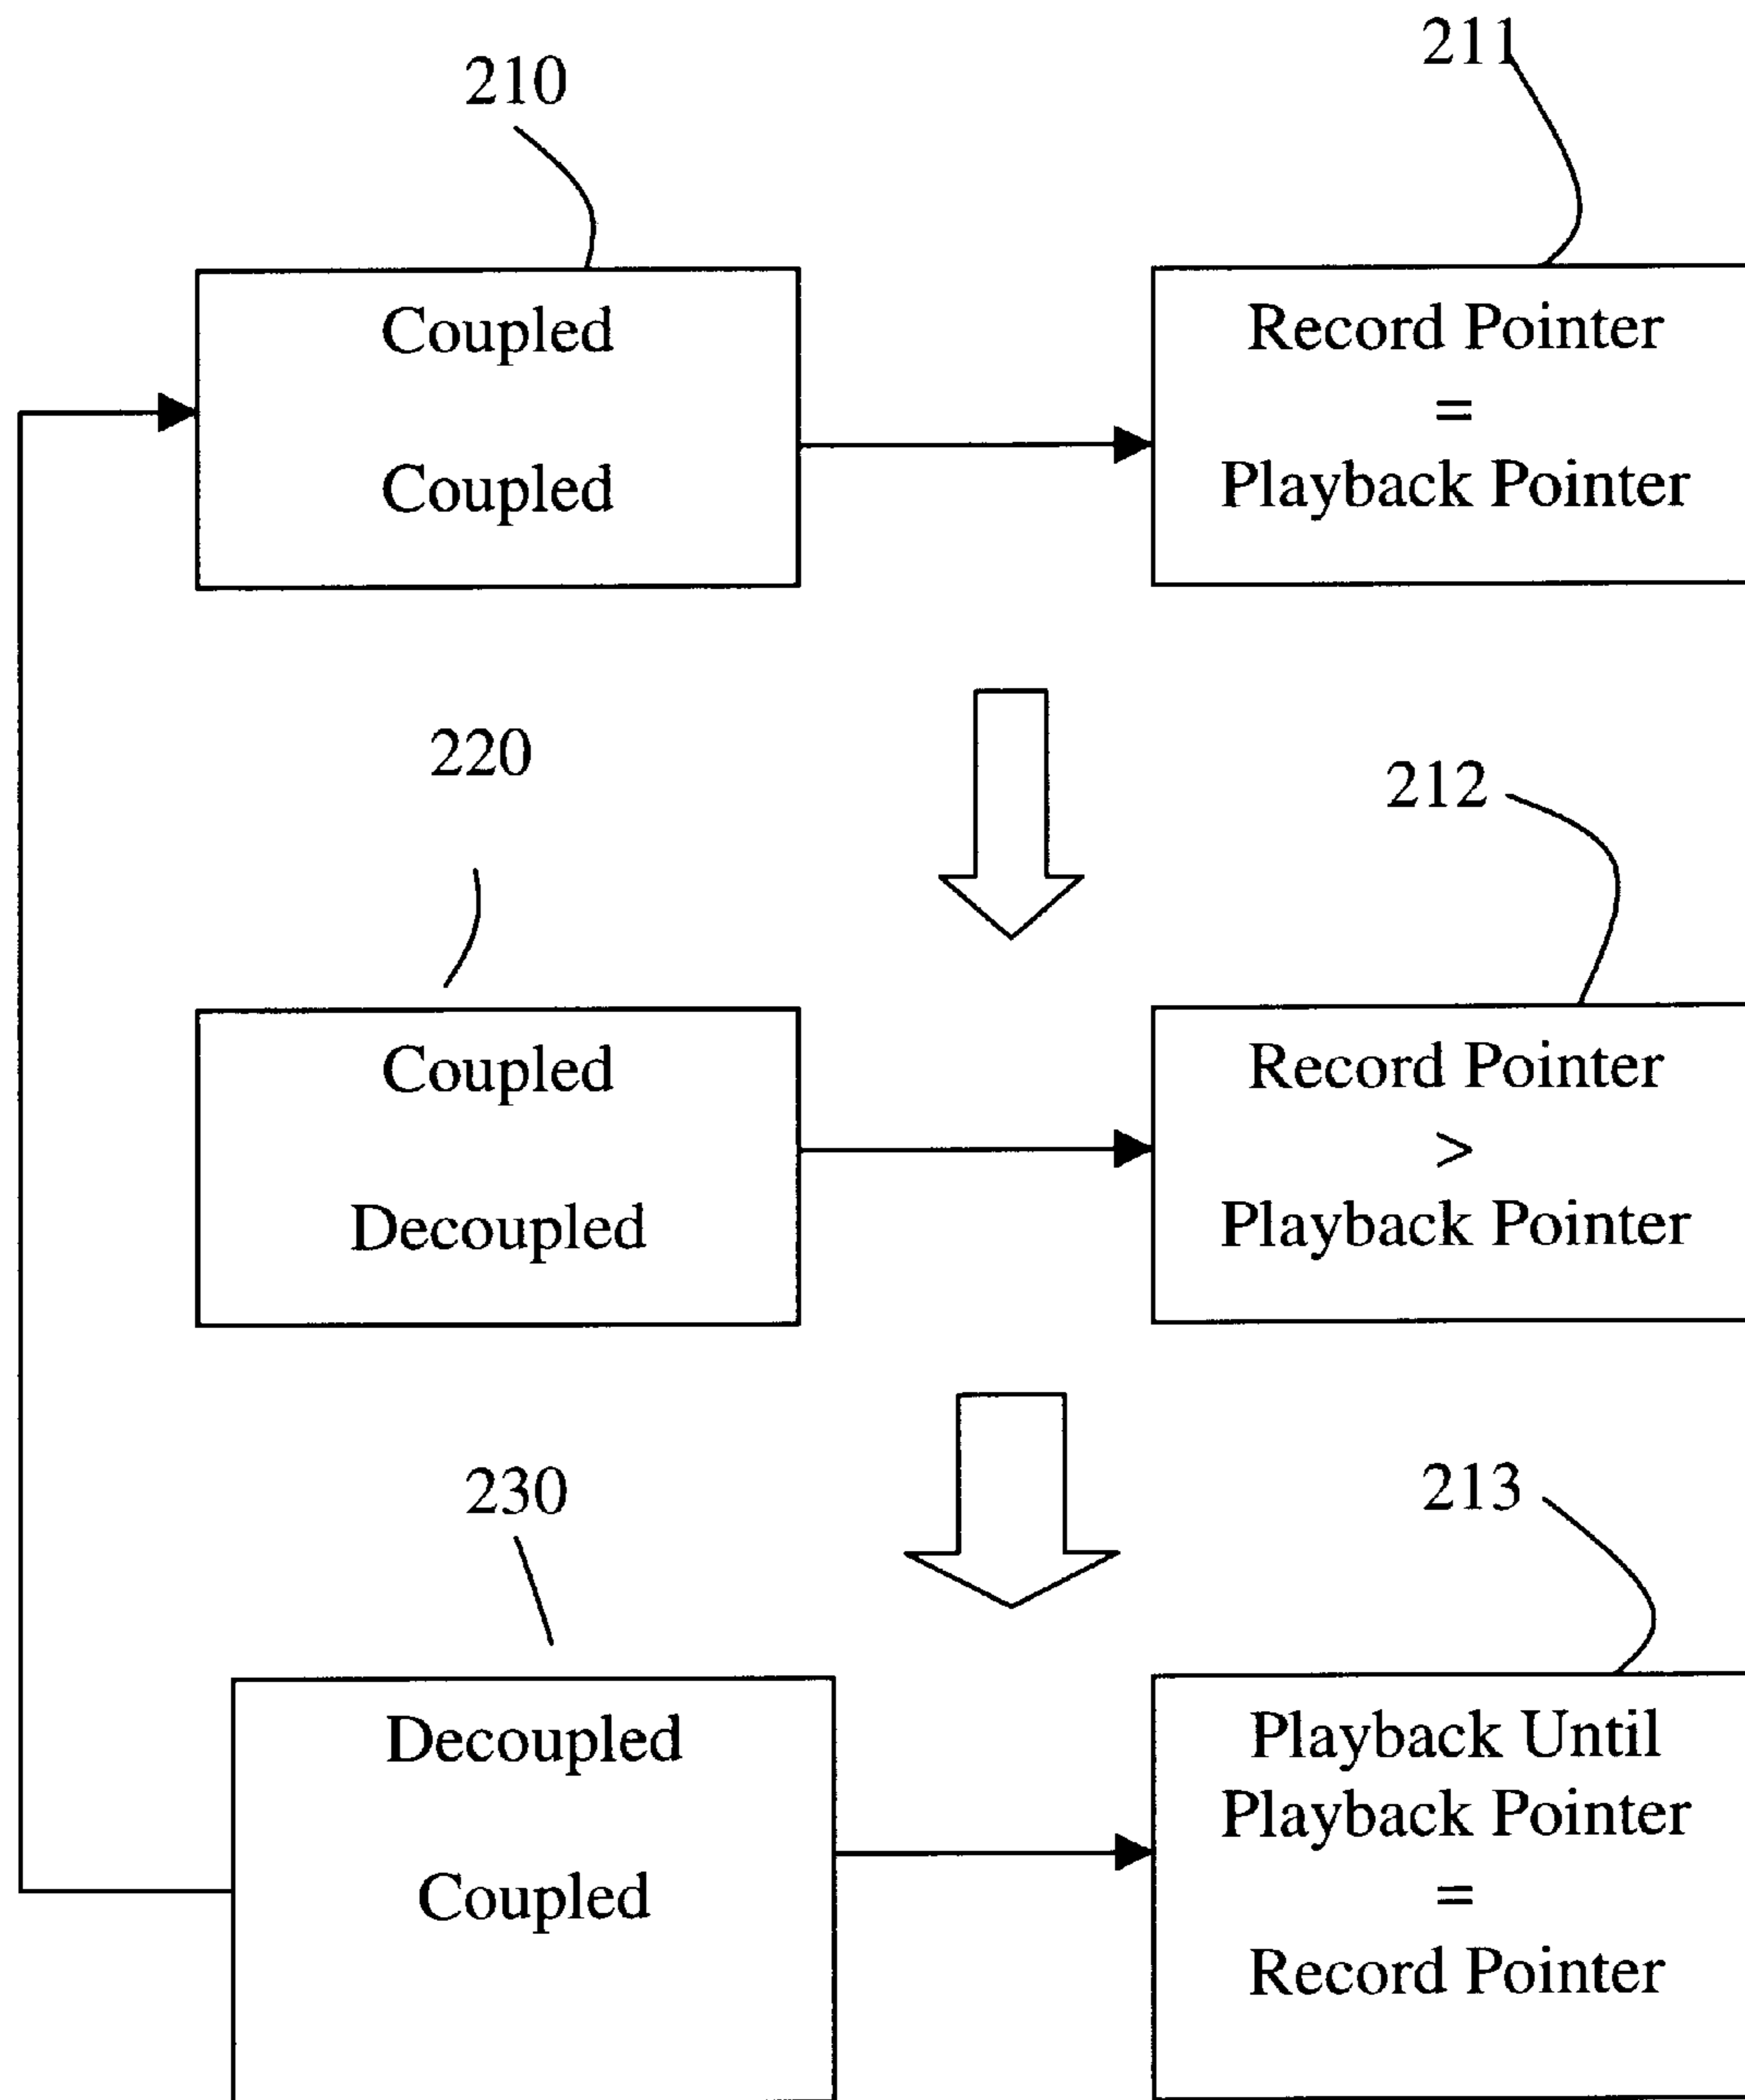 210
211
Coupled
Coupled
Record Pointer
=
Playback Pointer
220
212
Coupled
Decoupled
Record Pointer
>
Playback Pointer
230
213
Decoupled
Coupled
Playback Until
Playback Pointer
=
Record Pointer